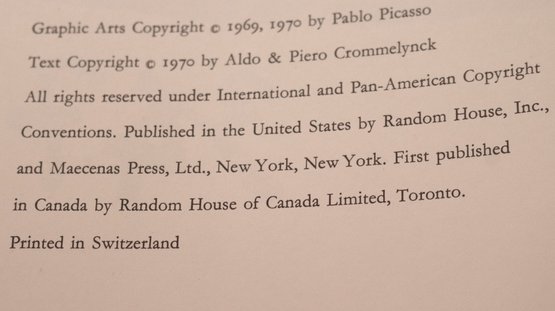 Graphic Arts Copyright © 1969, 1970 by Pablo Picasso
Text Copyright © 1970 by Aldo & Piero Crommelynck
All rights reserved under International and Pan-American Copyright
Conventions. Published in the United States by Random House, Inc.,
and Maecenas Press, Ltd., New York, New York. First published
in Canada by Random House of Canada Limited, Toronto.
Printed in Switzerland